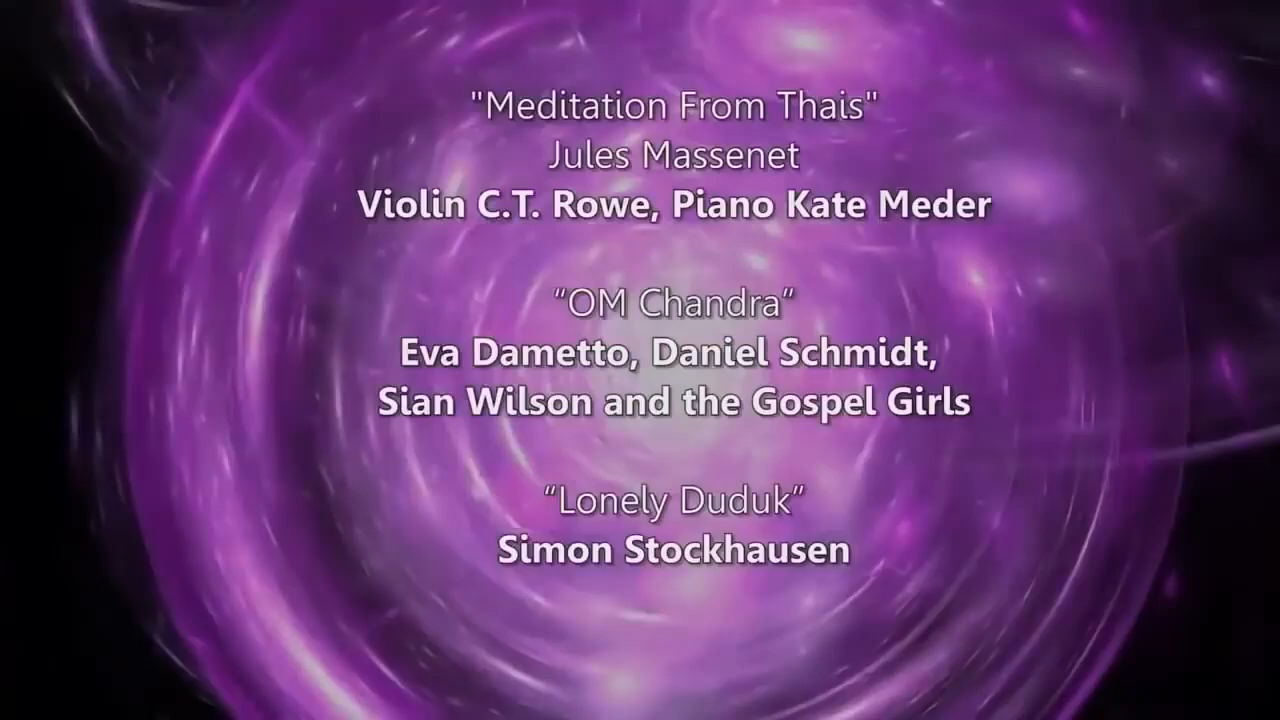 "Meditation From Thais"
Jules Massenet
Violin C.T. Rowe, Piano Kate Meder
“OM Chandra”
Eva Dametto, Daniel Schmidt,
Sian Wilson and the Gospel Girls
“Lonely Duduk”
Simon Stockhausen